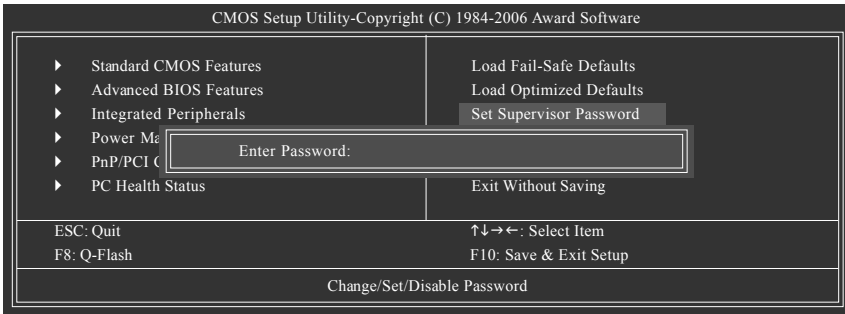 CMOS Setup Utility-Copyright (C) 1984-2006 Award Software
Standard CMOS Features
Advanced BIOS Features
Integrated Peripherals
Power Ma
PnP/PCI
PC Health Status
Load Fail-Safe Defaults
Load Optimized Defaults
Set Supervisor Password
Exit Without Saving
Enter Password:
ESC: Quit
F8: Q-Flash
↑↓→←: Select Item
F10: Save & Exit Setup
Change/Set/Disable Password